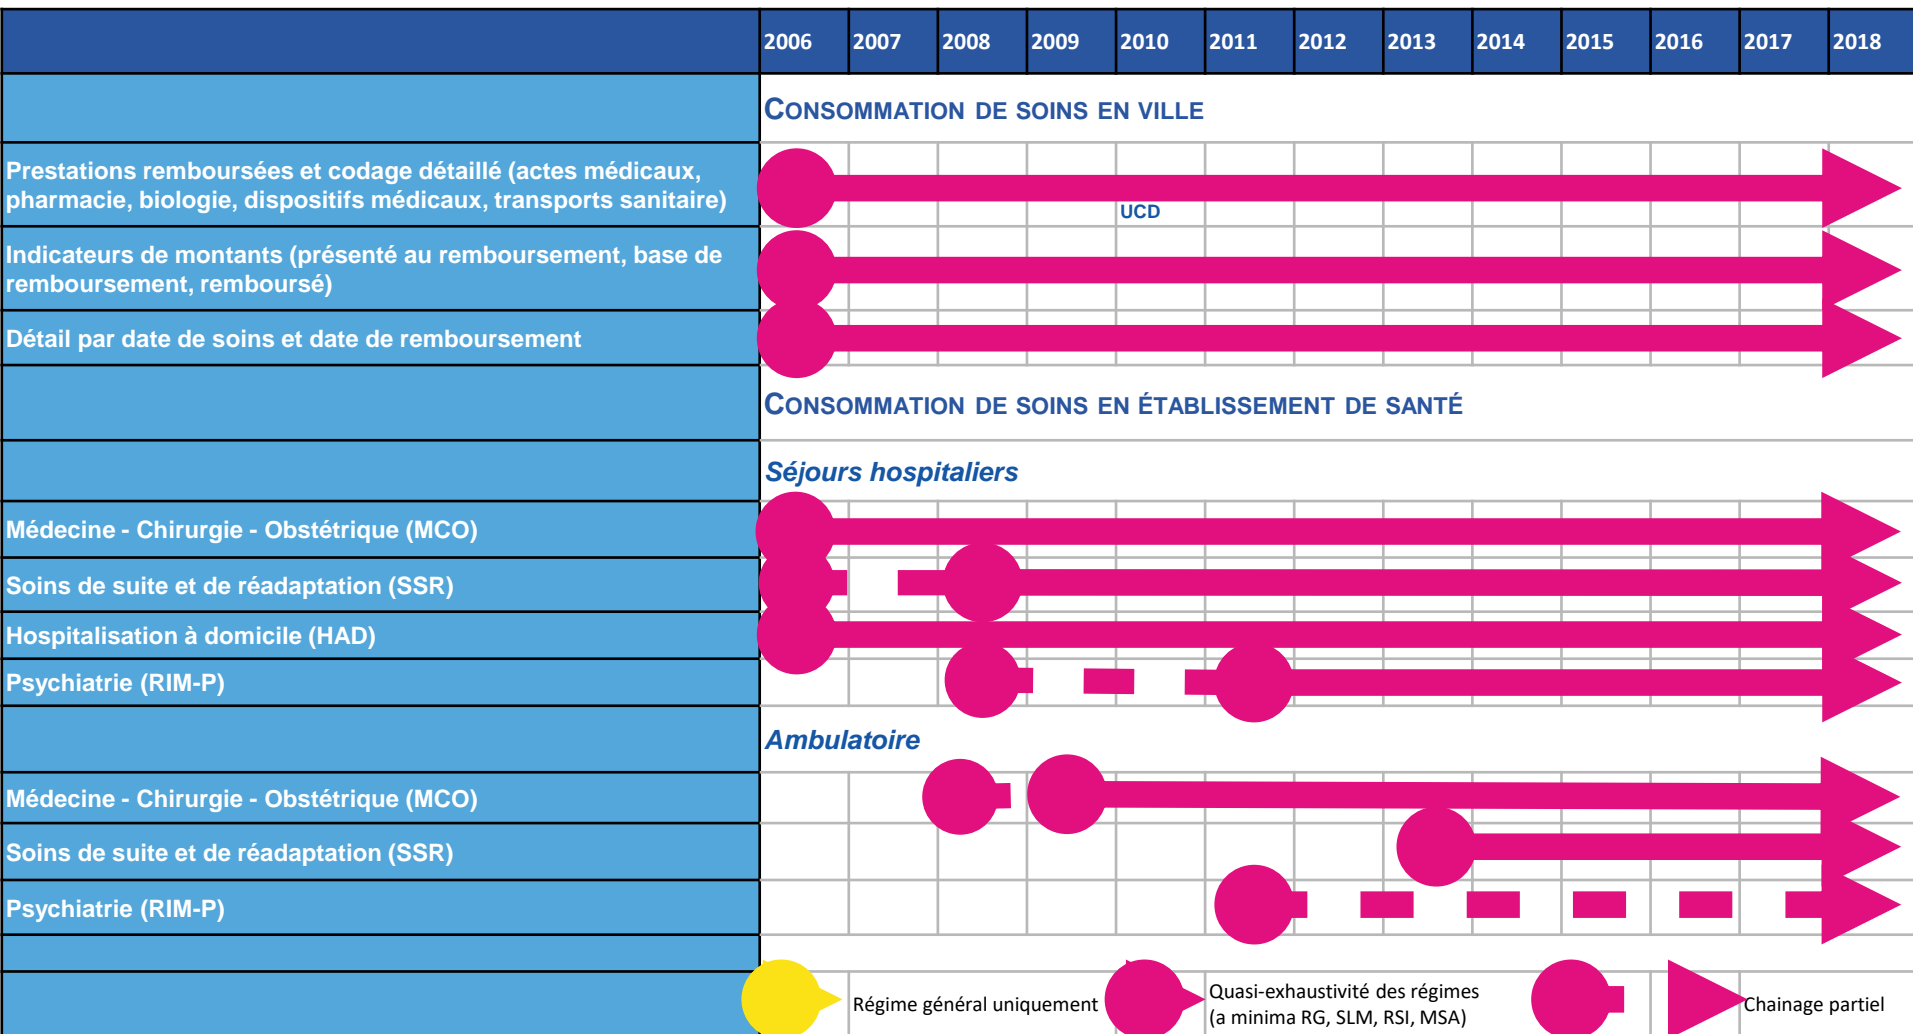 2006 2007 2008 2009 2010 2011 2012 2013 2014 2015 2016 2017 2018
CONSOMMATION DE SOINS EN VILLE
Prestations remboursées et codage détaillé (actes médicaux,
pharmacie, biologie, dispositifs médicaux, transports sanitaire)
UCD
Indicateurs de montants (présenté au remboursement, base de
remboursement, remboursé)
Détail par date de soins et date de remboursement
CONSOMMATION DE SOINS EN ÉTABLISSEMENT DE SANTÉ
Séjours hospitaliers
Médecine - Chirurgie - Obstétrique (MCO)
Soins de suite et de réadaptation (SSR)
Hospitalisation à domicile (HAD)
Psychiatrie (RIM-P)
Ambulatoire
Médecine - Chirurgie - Obstétrique (MCO)
Soins de suite et de réadaptation (SSR)
Psychiatrie (RIM-P)
Régime général uniquement
Quasi-exhaustivité des régimes
(a minima RG, SLM, RSI, MSA)
Chainage partiel